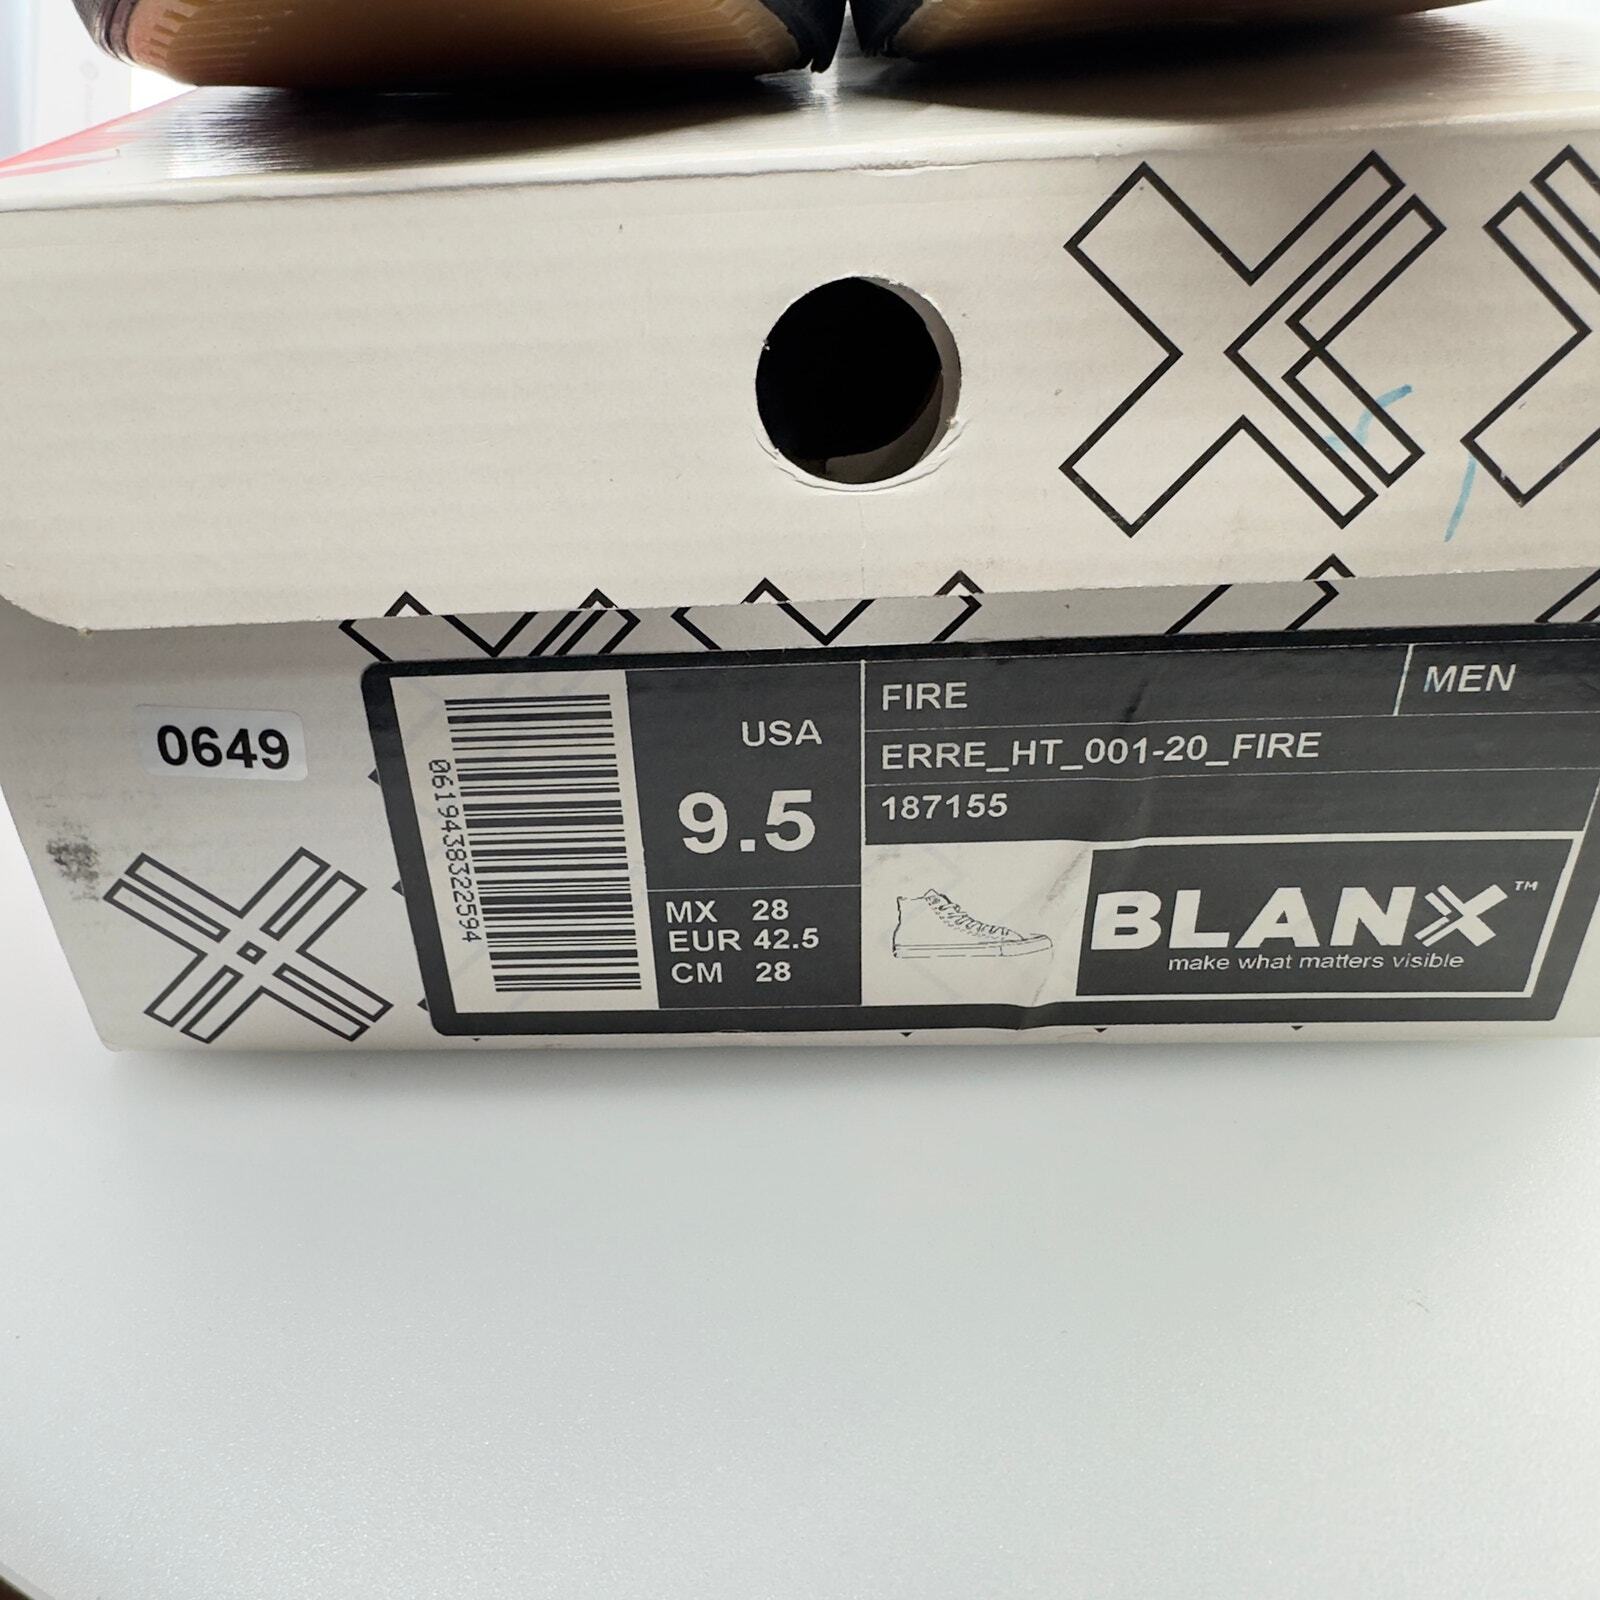 0649
0619438322594
USA
9.5
MX 28
EUR 42.5
CM 28
FIRE
MEN
ERRE_HT_001-20_FIRE
187155
BLANX™
make what matters visible